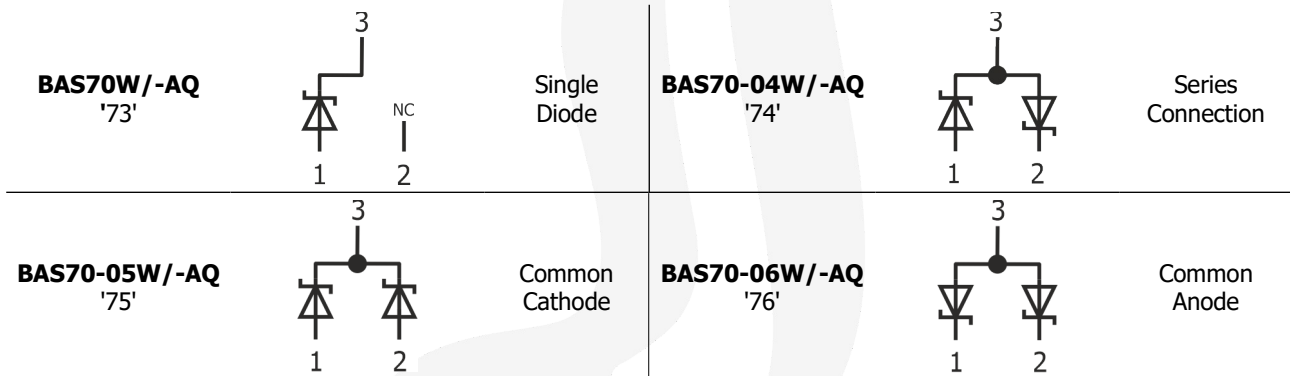 3
BAS70W/-AQ
'73'
NC
1 2
Single
Diode
3
BAS70-04W/-AQ
'74'
1 2
Series
Connection
3
BAS70-05W/-AQ
'75'
1 2
Common
Cathode
3
BAS70-06W/-AQ
'76'
1 2
Common
Anode